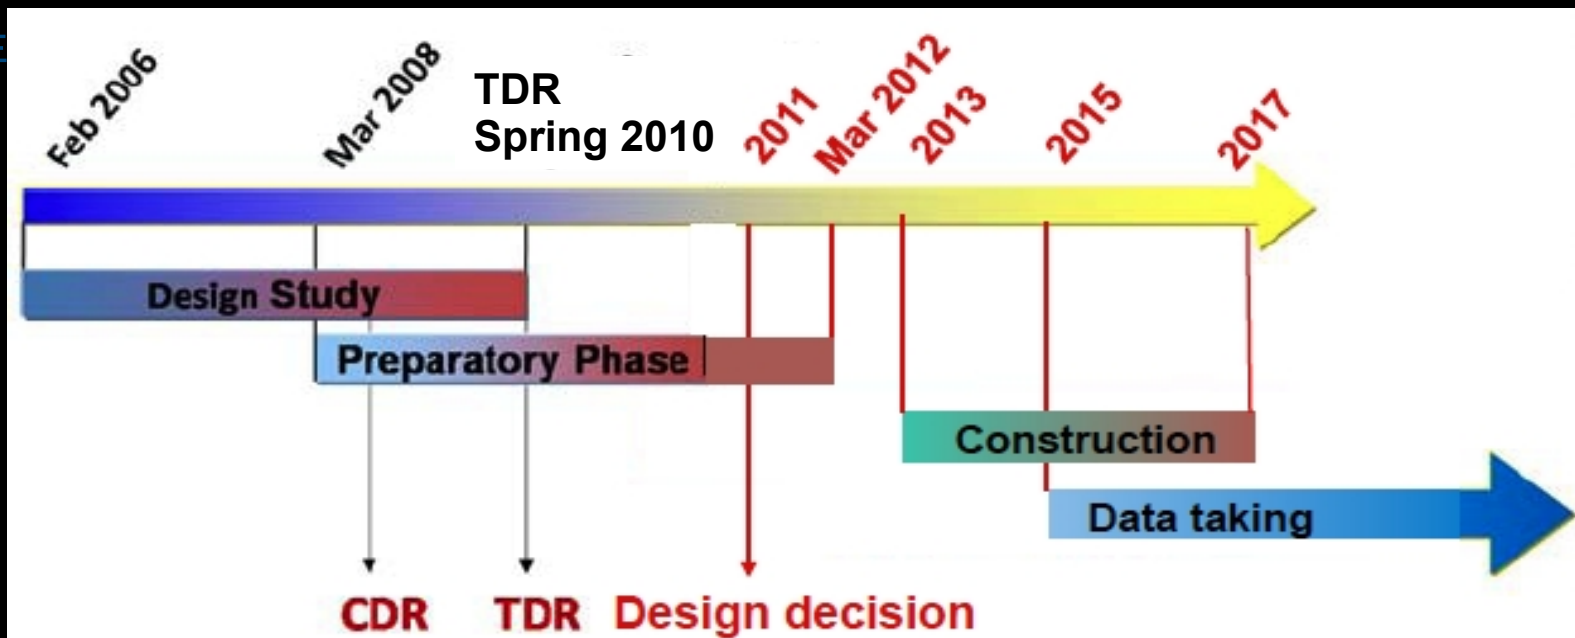 Feb 2006
Mar 2008
TDR
Spring 2010
2011
Mar 2012
2013
2015
2017
Design Study
Preparatory Phase
Construction
Data taking
CDR
TDR
Design decision